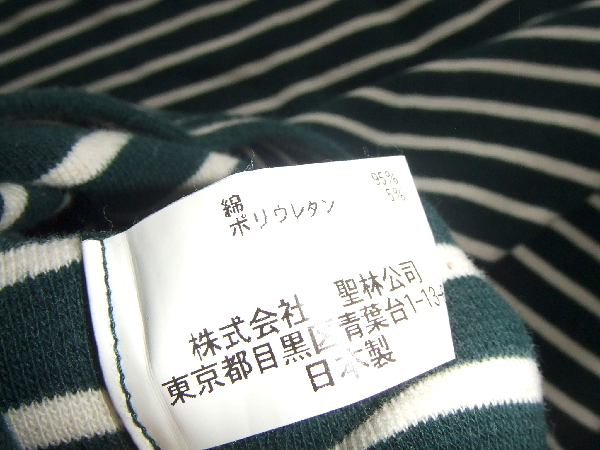 綿 95%
ポリウレタン 5%
株式会社 聖林公司
東京都目黒区青葉台1-13-
日本製